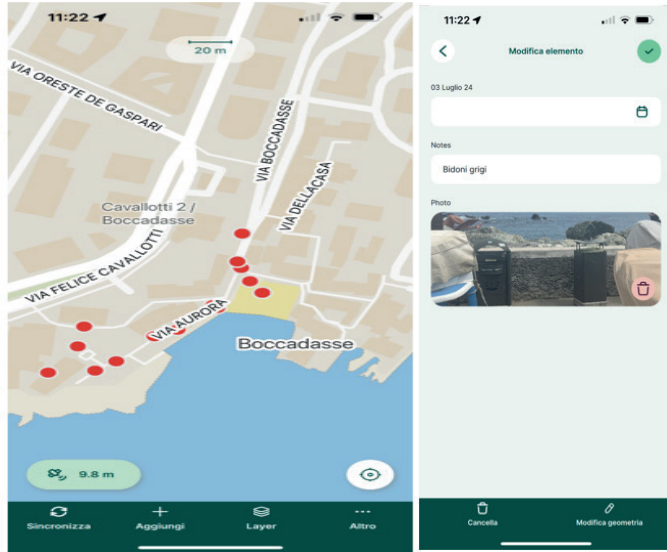 11:22
20 m
VIA ORESTE DE GASPARI
VIA BOCCADASSE
VIA DELLACASA
Cavallotti 2 /
Boccadasse
VIA FELICE CAVALLOTTI
VIA AURORA
Boccadasse
9.8 m
Sincronizza
Aggiungi
Layer
Altro
11:22
Modifica elemento
03 Luglio 24
Notes
Bidoni grigi
Photo
Cancella
Modifica geometria